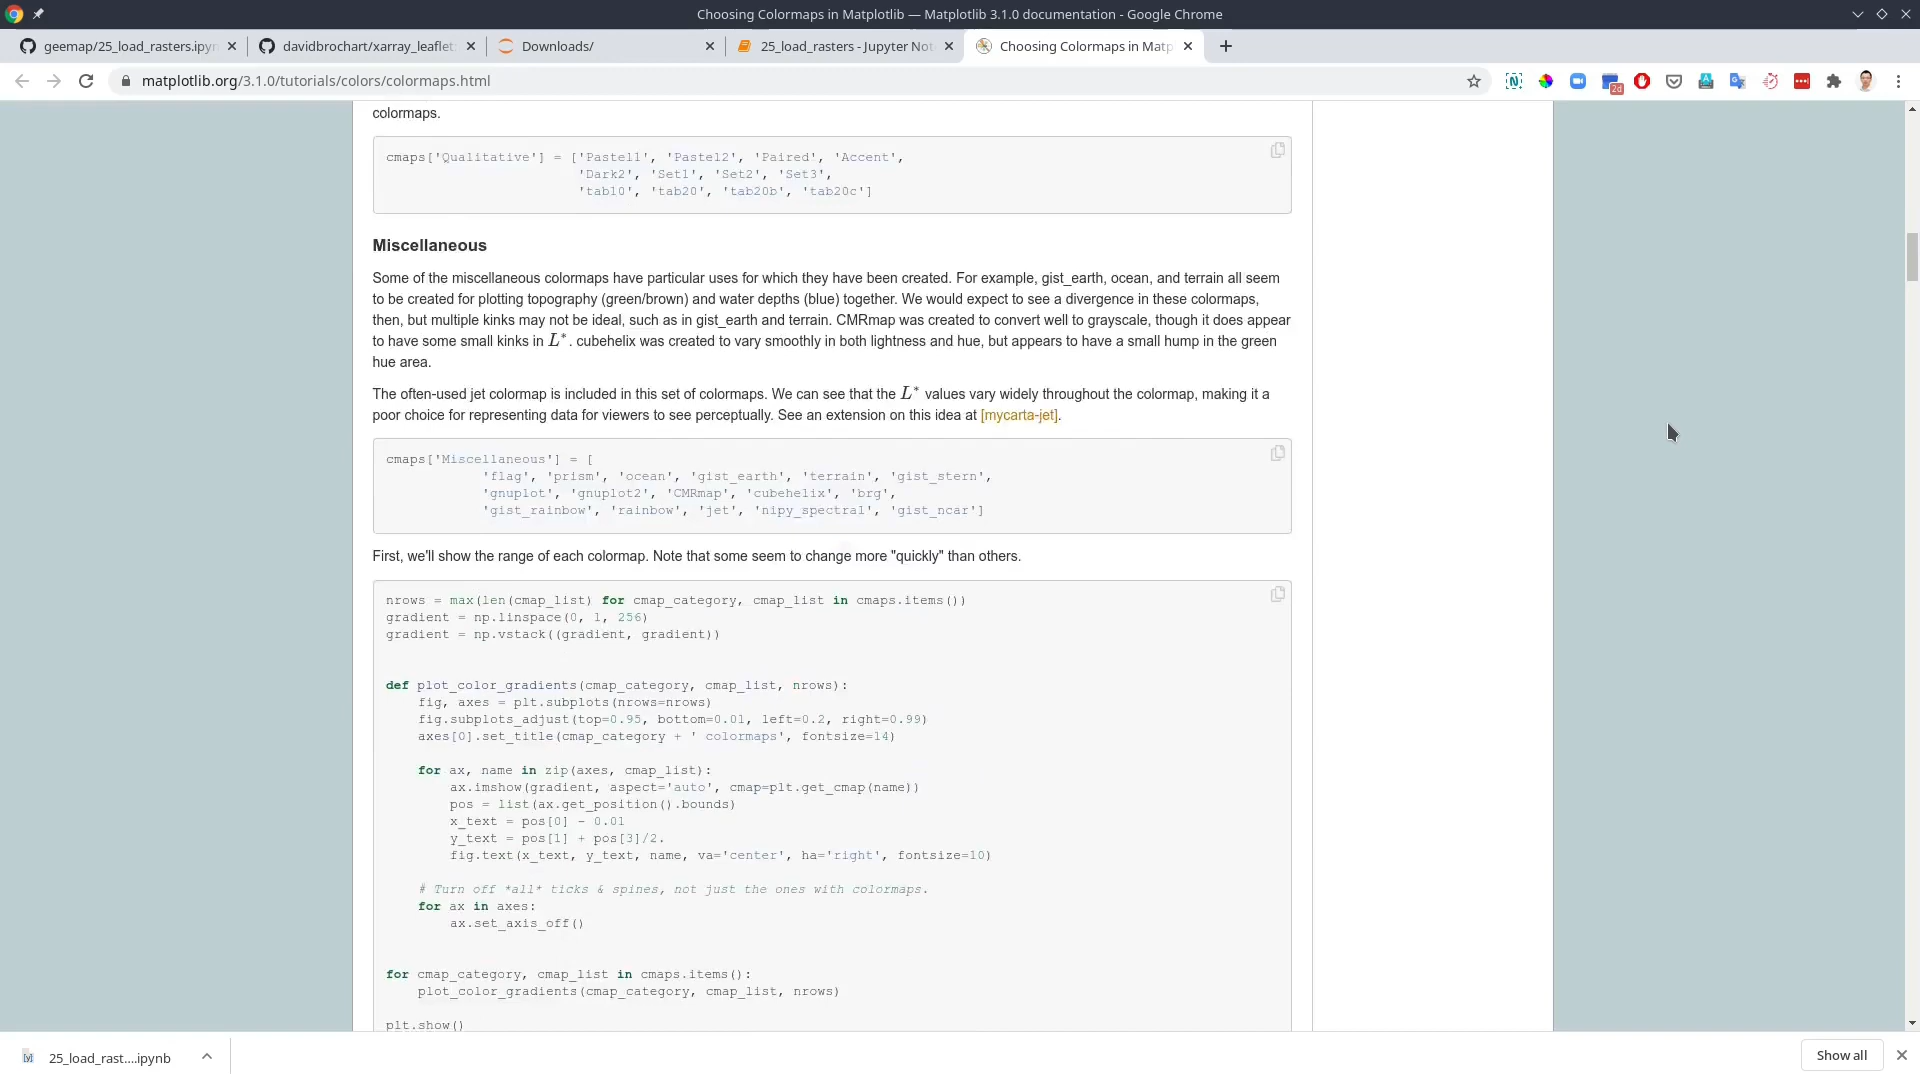 Choosing Colormaps in Matplotlib — Matplotlib 3.1.0 documentation - Google Chrome
geemap/25_load_rasters.ipyn
davidbrochart/xarray_leaflet:
Downloads/
25_load_rasters - Jupyter Not
Choosing Colormaps in Matp
matplotlib.org/3.1.0/tutorials/colors/colormaps.html
2d
colormaps.
cmaps['Qualitative'] = ['Pastel1', 'Pastel2', 'Paired', 'Accent',
'Dark2', 'Set1', 'Set2', 'Set3',
'tab10', 'tab20', 'tab20b', 'tab20c']
Miscellaneous
Some of the miscellaneous colormaps have particular uses for which they have been created. For example, gist_earth, ocean, and terrain all seem
to be created for plotting topography (green/brown) and water depths (blue) together. We would expect to see a divergence in these colormaps,
then, but multiple kinks may not be ideal, such as in gist_earth and terrain. CMRmap was created to convert well to grayscale, though it does appear
to have some small kinks in L*. cubehelix was created to vary smoothly in both lightness and hue, but appears to have a small hump in the green
hue area.
The often-used jet colormap is included in this set of colormaps. We can see that the L* values vary widely throughout the colormap, making it a
poor choice for representing data for viewers to see perceptually. See an extension on this idea at [mycarta-jet].
cmaps['Miscellaneous'] = [
'flag', 'prism', 'ocean', 'gist_earth', 'terrain', 'gist_stern',
'gnuplot', 'gnuplot2', 'CMRmap', 'cubehelix', 'brg',
'gist_rainbow', 'rainbow', 'jet', 'nipy_spectral', 'gist_ncar']
First, we'll show the range of each colormap. Note that some seem to change more "quickly" than others.
nrows = max(len(cmap_list) for cmap_category, cmap_list in cmaps.items())
gradient = np.linspace(0, 1, 256)
gradient = np.vstack((gradient, gradient))
def plot_color_gradients(cmap_category, cmap_list, nrows):
fig, axes = plt.subplots(nrows=nrows)
fig.subplots_adjust(top=0.95, bottom=0.01, left=0.2, right=0.99)
axes[0].set_title(cmap_category + ' colormaps', fontsize=14)
for ax, name in zip(axes, cmap_list):
ax.imshow(gradient, aspect='auto', cmap=plt.get_cmap(name))
pos = list(ax.get_position().bounds)
x_text = pos[0] - 0.01
y_text = pos[1] + pos[3]/2.
fig.text(x_text, y_text, name, va='center', ha='right', fontsize=10)
# Turn off *all* ticks & spines, not just the ones with colormaps.
for ax in axes:
ax.set_axis_off()
for cmap_category, cmap_list in cmaps.items():
plot_color_gradients(cmap_category, cmap_list, nrows)
plt.show()
25_load_rast....ipynb
Show all